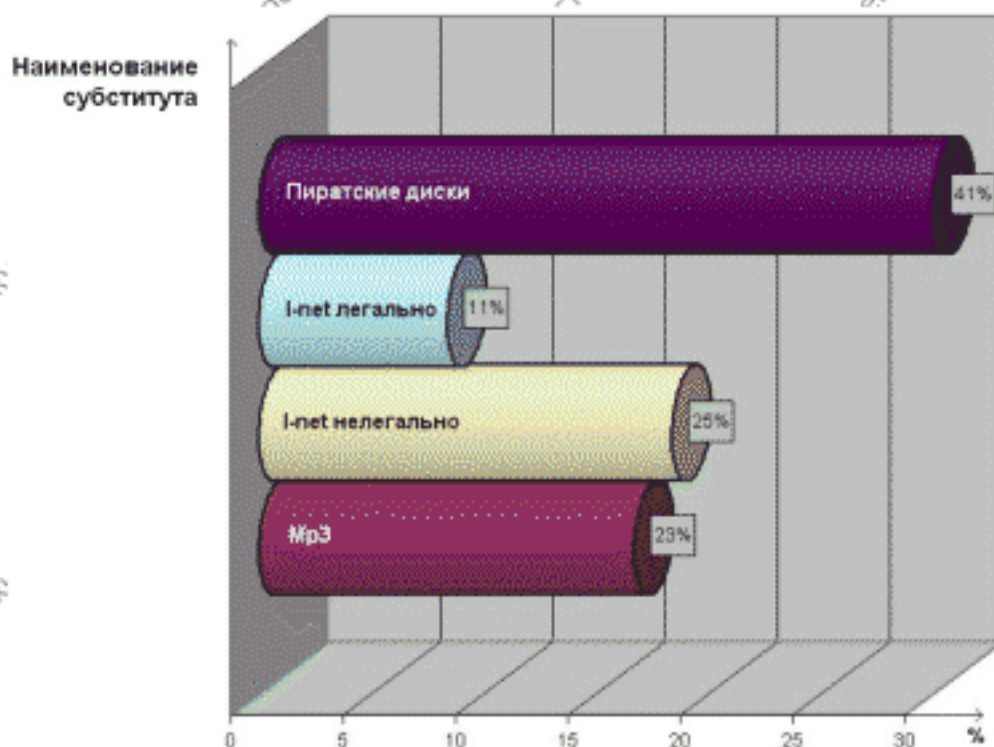 Наименование
субститута
Пиратские диски
41%
I-net легально
11%
I-net нелегально
25%
Mp3
23%
0 5 10 15 20 25 30 %